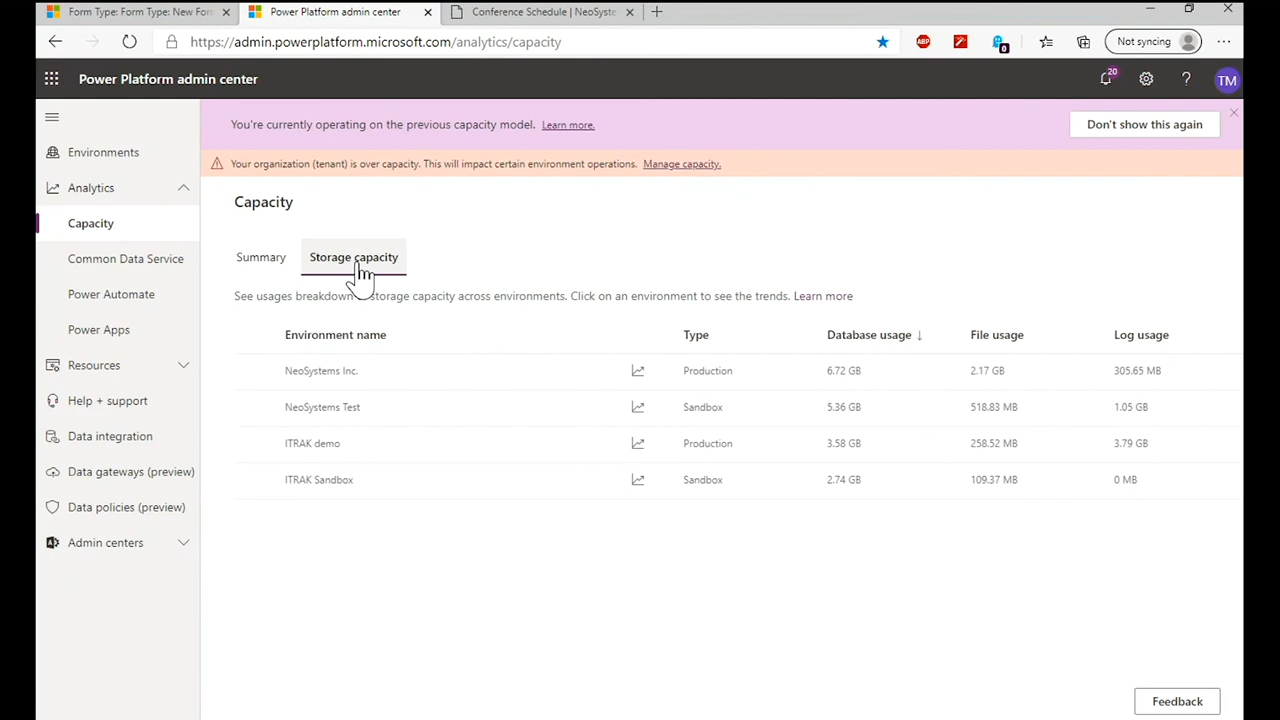 Form Type: Form Type: New Form
Power Platform admin center
Conference Schedule | NeoSyste
https://admin.powerplatform.microsoft.com/analytics/capacity
ABP
0
Not syncing
Power Platform admin center
20
?
TM
You're currently operating on the previous capacity model. Learn more.
Don't show this again
Your organization (tenant) is over capacity. This will impact certain environment operations. Manage capacity.
Environments
Analytics
Capacity
Common Data Service
Power Automate
Power Apps
Resources
Help + support
Data integration
Data gateways (preview)
Data policies (preview)
Admin centers
Capacity
Summary
Storage capacity
See usages breakdown storage capacity across environments. Click on an environment to see the trends. Learn more
Environment name Type Database usage ↓ File usage Log usage
NeoSystems Inc. Production 6.72 GB 2.17 GB 305.65 MB
NeoSystems Test Sandbox 5.36 GB 518.83 MB 1.05 GB
ITRAK demo Production 3.58 GB 258.52 MB 3.79 GB
ITRAK Sandbox Sandbox 2.74 GB 109.37 MB 0 MB
Feedback